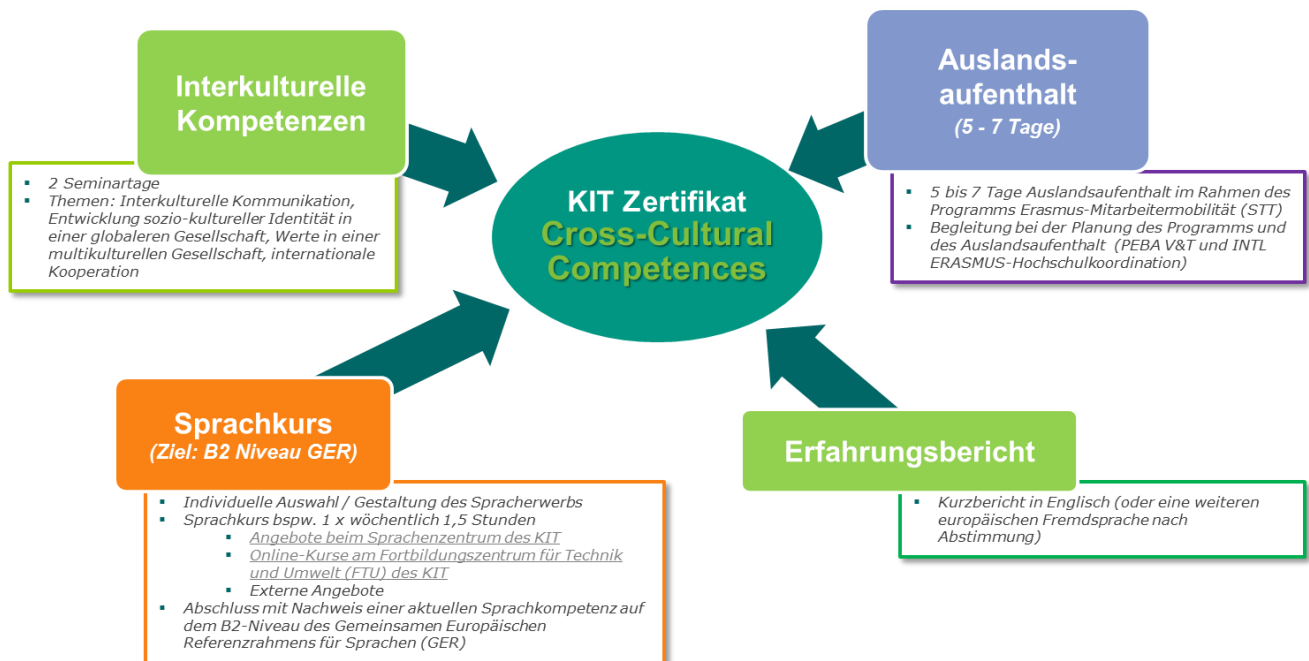 Interkulturelle
Kompetenzen
▪ 2 Seminartage
▪ Themen: Interkulturelle Kommunikation,
Entwicklung sozio-kultureller Identität in
einer globaleren Gesellschaft, Werte in einer
multikulturellen Gesellschaft, internationale
Kooperation
Auslands-
aufenthalt
(5 - 7 Tage)
▪ 5 bis 7 Tage Auslandsaufenthalt im Rahmen des
Programms Erasmus-Mitarbeitermobilität (STT)
▪ Begleitung bei der Planung des Programms und
des Auslandsaufenthalt (PEBA V&T und INTL
ERASMUS-Hochschulkoordination)
KIT Zertifikat
Cross-Cultural
Competences
Sprachkurs
(Ziel: B2 Niveau GER)
▪ Individuelle Auswahl / Gestaltung des Spracherwerbs
▪ Sprachkurs bspw. 1 x wöchentlich 1,5 Stunden
▪ Angebote beim Sprachenzentrum des KIT
▪ Online-Kurse am Fortbildungszentrum für Technik
und Umwelt (FTU) des KIT
▪ Externe Angebote
▪ Abschluss mit Nachweis einer aktuellen Sprachkompetenz auf
dem B2-Niveau des Gemeinsamen Europäischen
Referenzrahmens für Sprachen (GER)
Erfahrungsbericht
▪ Kurzbericht in Englisch (oder eine weiteren
europäischen Fremdsprache nach
Abstimmung)